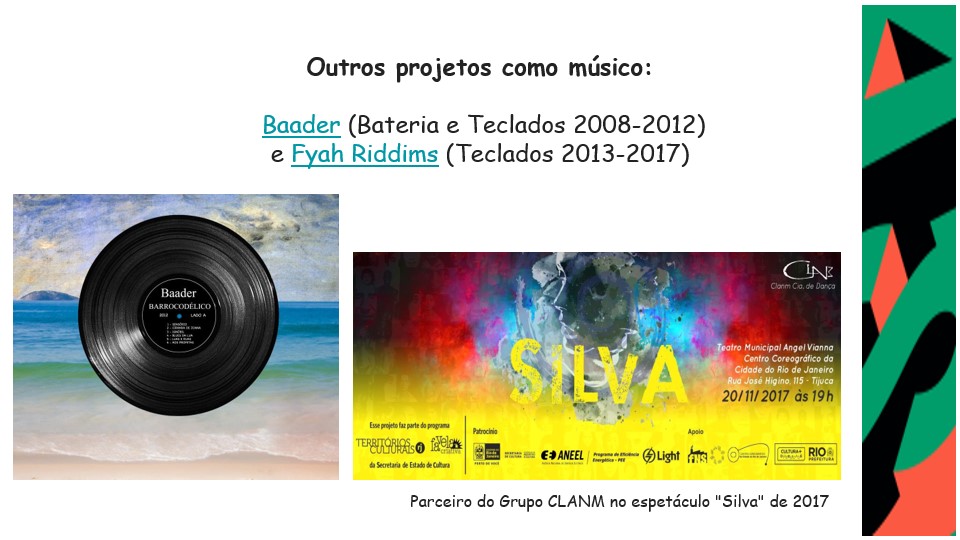 Outros projetos como músico:
Baader (Bateria e Teclados 2008-2012)
e Fyah Riddims (Teclados 2013-2017)
Baader
BARROCODÉLICO
2012 LADO A
Clanm Cia. de Dança
SiLvA
Teatro Municipal Angel Vianna
Centro Coreográfico da
Cidade do Rio de Janeiro
Rua José Higino, 115 - Tijuca
20/11/2017 às 19h
Esse projeto faz parte do programa
TERRITÓRIOS
CULTURAIS RJ
favela
criativa
da Secretaria de Estado de Cultura
Patrocínio
ANEEL
Programa de Eficiência
Energética - PEE
Light
Apoio
CULTURA
RIO
PREFEITURA
Parceiro do Grupo CLANM no espetáculo "Silva" de 2017